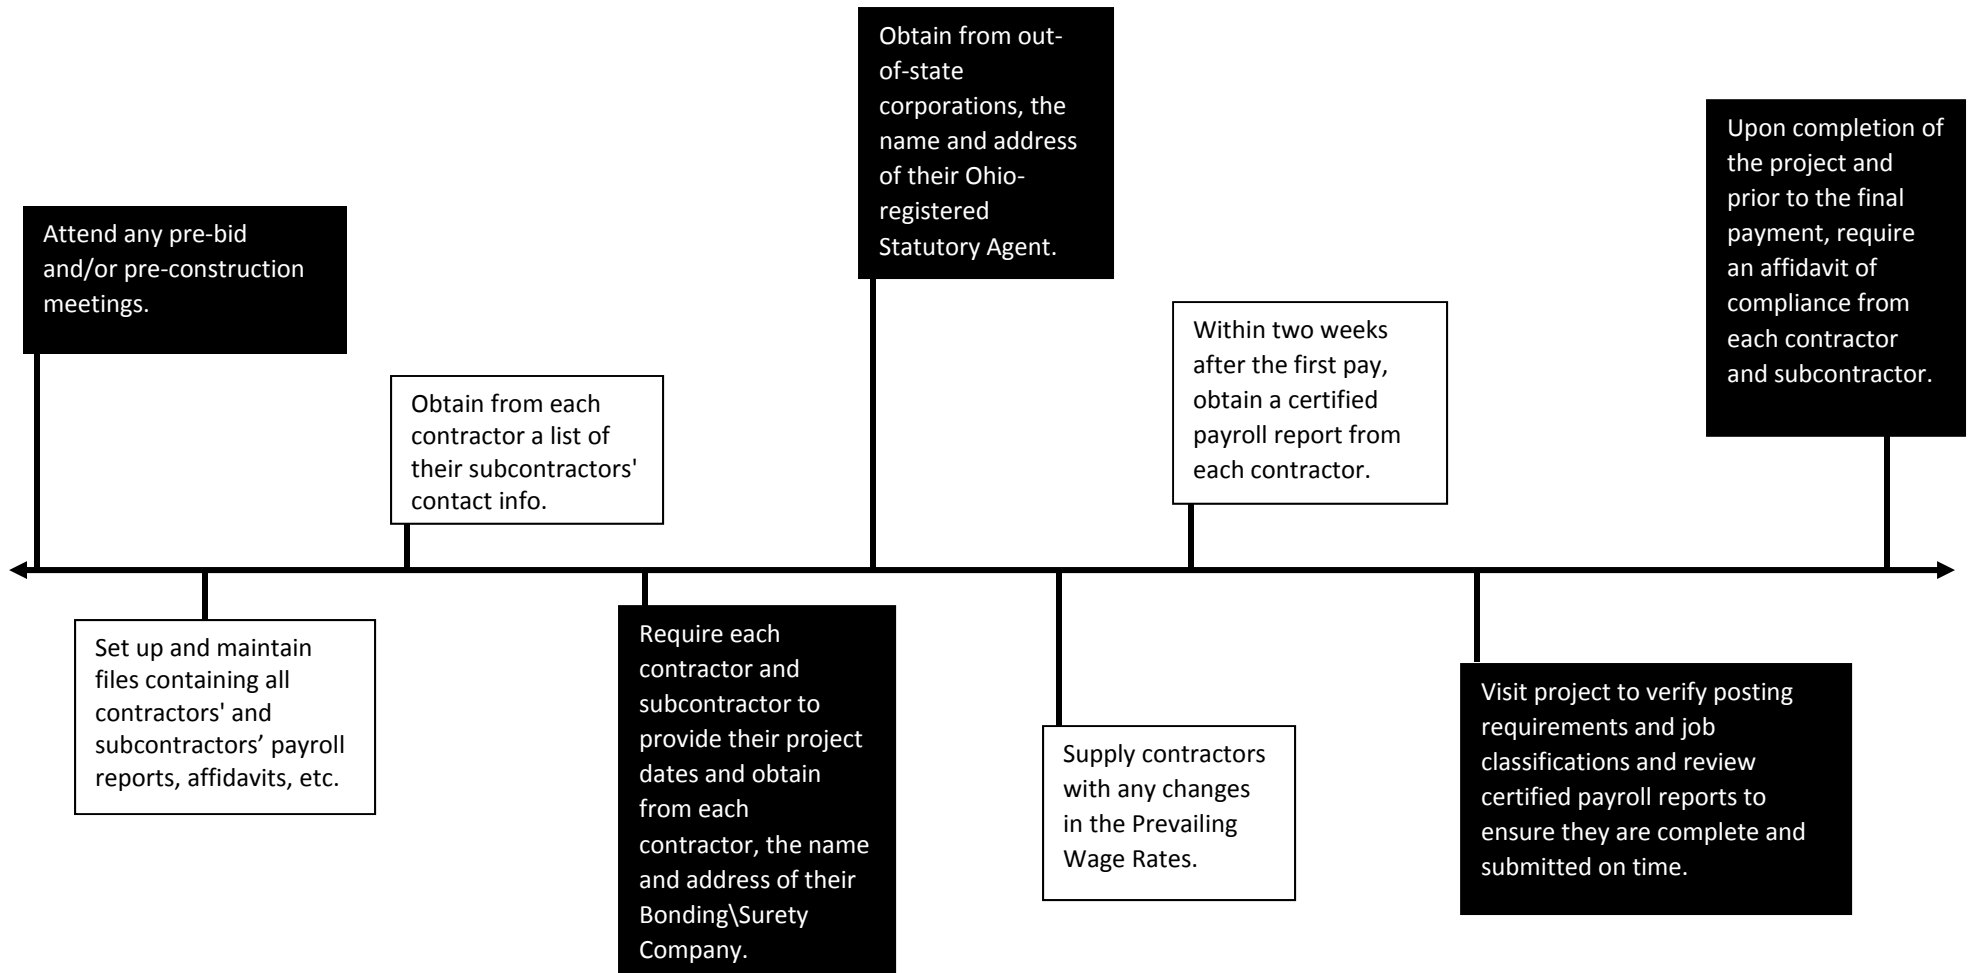 Attend any pre-bid
and/or pre-construction
meetings.
Set up and maintain
files containing all
contractors' and
subcontractors’ payroll
reports, affidavits, etc.
Obtain from each
contractor a list of
their subcontractors'
contact info.
Require each
contractor and
subcontractor to
provide their project
dates and obtain
from each
contractor, the name
and address of their
Bonding\Surety
Company.
Obtain from out-
of-state
corporations, the
name and address
of their Ohio-
registered
Statutory Agent.
Supply contractors
with any changes
in the Prevailing
Wage Rates.
Within two weeks
after the first pay,
obtain a certified
payroll report from
each contractor.
Visit project to verify posting
requirements and job
classifications and review
certified payroll reports to
ensure they are complete and
submitted on time.
Upon completion of
the project and
prior to the final
payment, require
an affidavit of
compliance from
each contractor
and subcontractor.